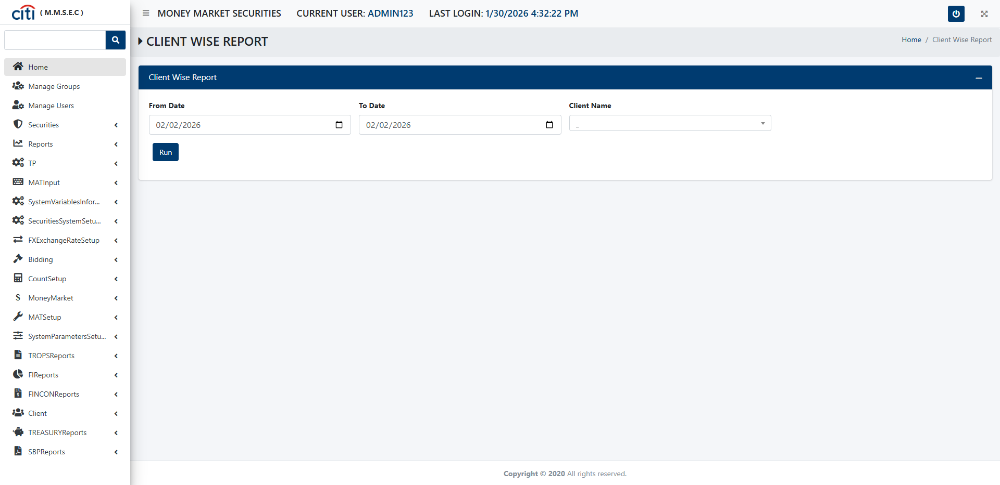 citi ( M.M.S.E.C )
MONEY MARKET SECURITIES CURRENT USER: ADMIN123 LAST LOGIN: 1/30/2026 4:32:22 PM
CLIENT WISE REPORT
Home / Client Wise Report
Home
Manage Groups
Manage Users
Securities
Reports
TP
MATInput
SystemVariablesInfor...
SecuritiesSystemSetu...
FXExchangeRateSetup
Bidding
CountSetup
MoneyMarket
MATSetup
SystemParametersSetu...
TROPSReports
FIReports
FINCONReports
Client
TREASURYReports
SBPReports
Client Wise Report
From Date To Date Client Name
02/02/2026 02/02/2026 _
Run
Copyright © 2020 All rights reserved.